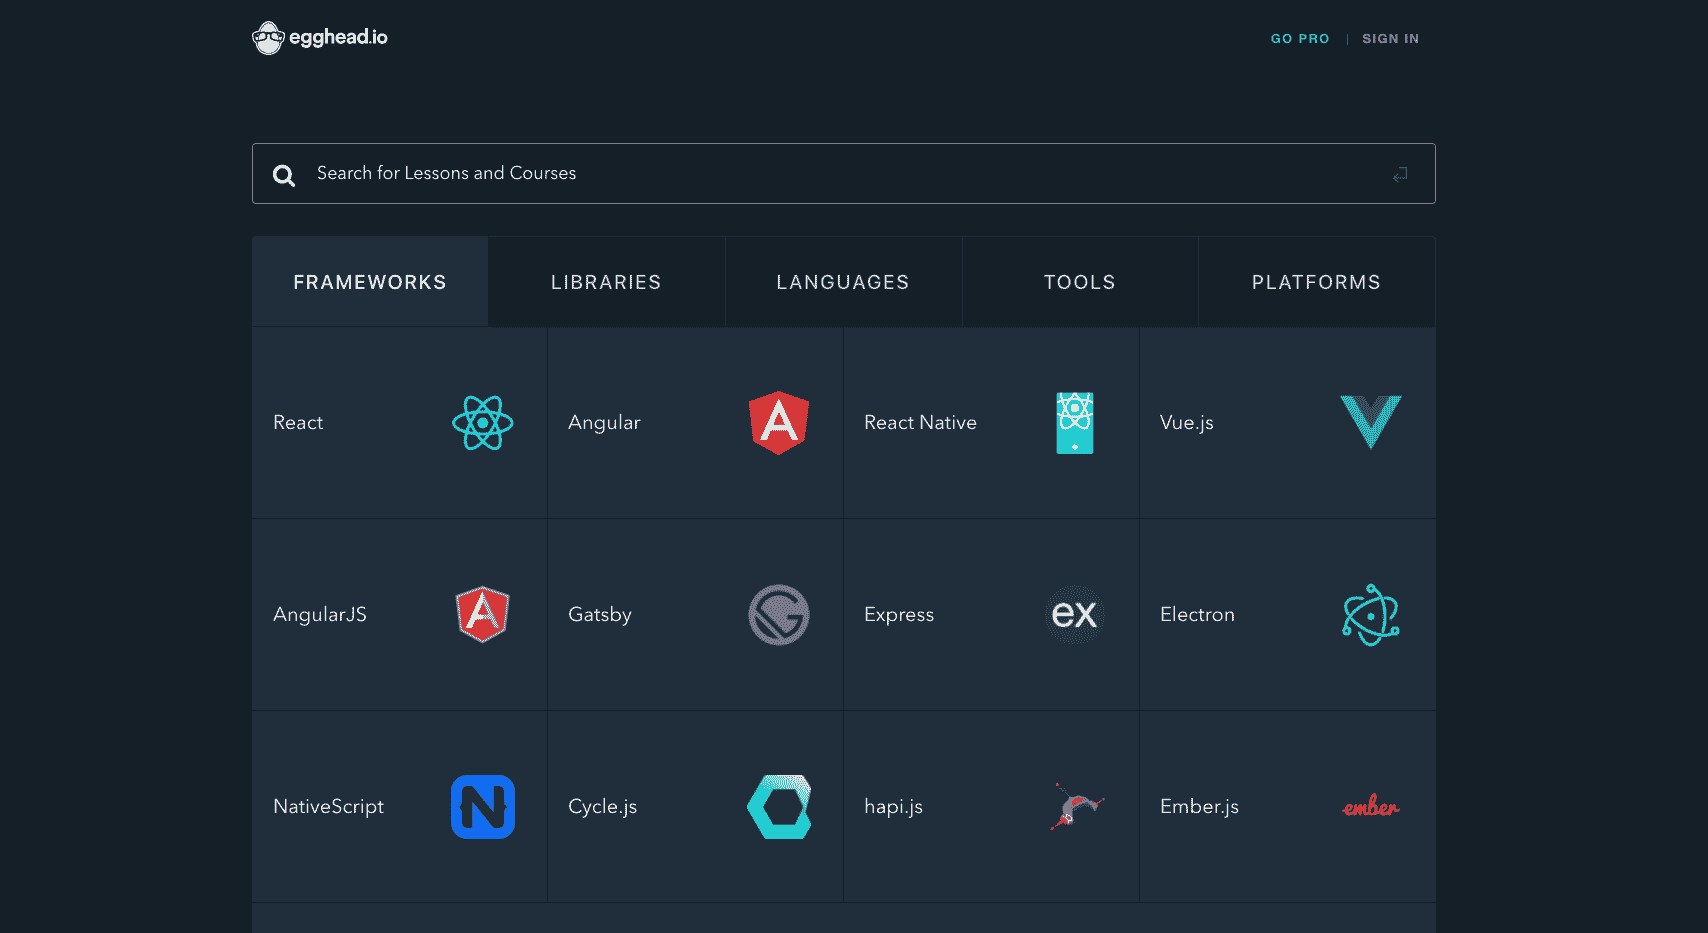 egghead.io
GO PRO | SIGN IN
Search for Lessons and Courses
FRAMEWORKS LIBRARIES LANGUAGES TOOLS PLATFORMS
React Angular React Native Vue.js
AngularJS Gatsby Express ex Electron
NativeScript Cycle.js hapi.js Ember.js ember